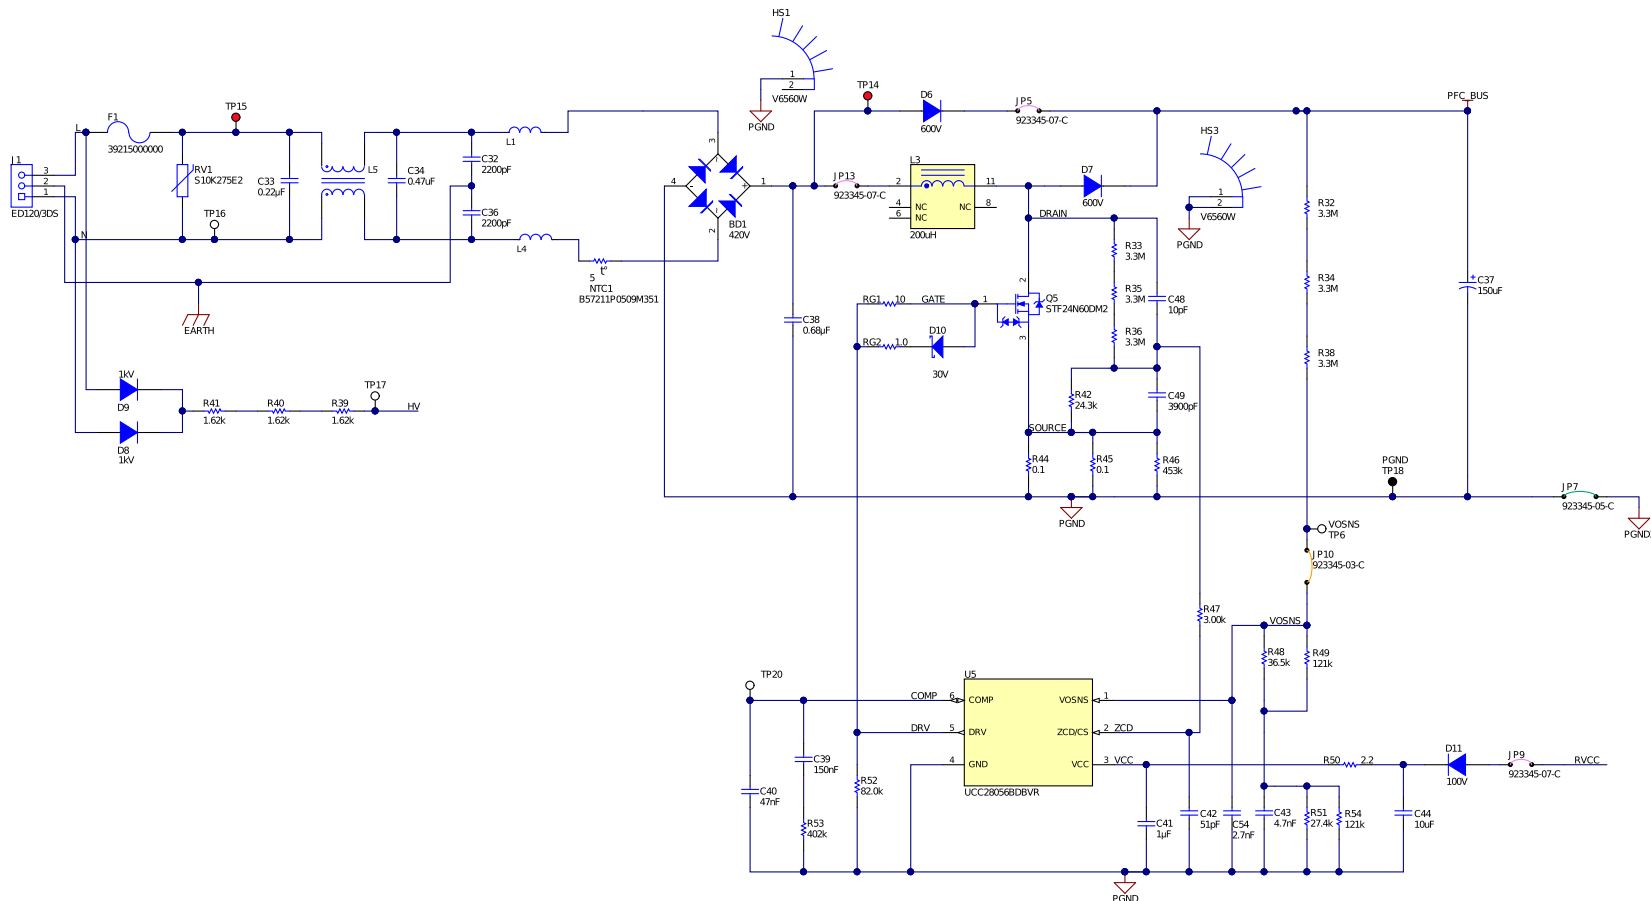 HS1
1
2
V6560W
PGND
TP14
D6
600V
JP5
923345-07-C
PFC_BUS
TP15
L
F1
39215000000
L1
HS3
1
2
V6560W
PGND
J1
3
2
1
ED120/3DS
RV1
S10K275E2
C33
0.22µF
L5
C34
0.47uF
C32
2200pF
C36
2200pF
TP16
N
L4
t°
5
NTC1
B57211P0509M351
EARTH
3
4
1
2
~
~
-
+
BD1
420V
JP13
923345-07-C
L3
2
11
4
NC
6
NC
NC
8
200uH
D7
600V
DRAIN
R33
3.3M
R35
3.3M
R36
3.3M
C48
10pF
R32
3.3M
R34
3.3M
R38
3.3M
C37
150uF
+
C38
0.68µF
RG1
10
GATE
1
2
3
Q5
STF24N60DM2
RG2
1.0
D10
30V
1kV
D9
D8
1kV
R41
1.62k
R40
1.62k
R39
1.62k
TP17
HV
R42
24.3k
C49
3900pF
SOURCE
R44
0.1
R45
0.1
R46
453k
PGND
PGND
TP18
JP7
923345-05-C
PGND
VOSNS
TP6
JP10
923345-03-C
R47
3.00k
VOSNS
R48
36.5k
R49
121k
TP20
U5
COMP
6
COMP
DRV
5
DRV
4
GND
VOSNS
1
ZCD/CS
2
ZCD
VCC
3
VCC
UCC28056BDBVR
C39
150nF
C40
47nF
R53
402k
R52
82.0k
R50
2.2
D11
100V
JP9
923345-07-C
RVCC
C41
1µF
C42
51pF
C54
2.7nF
C43
4.7nF
R51
27.4k
R54
121k
C44
10uF
PGND